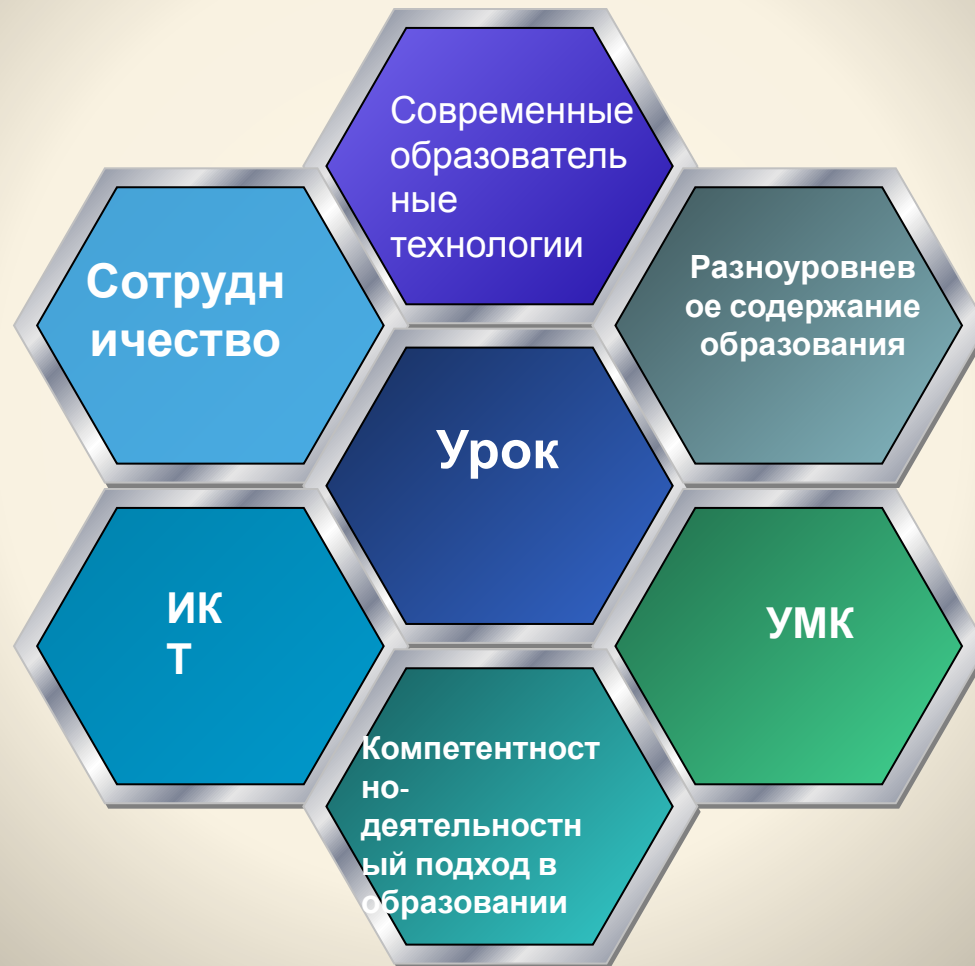 Современные
образователь
ные
технологии
Сотрудн
ичество
Разноуровнев
ое содержание
образования
Урок
ИК
Т
УМК
Компетентност
но-
деятельностн
ый подход в
образовании